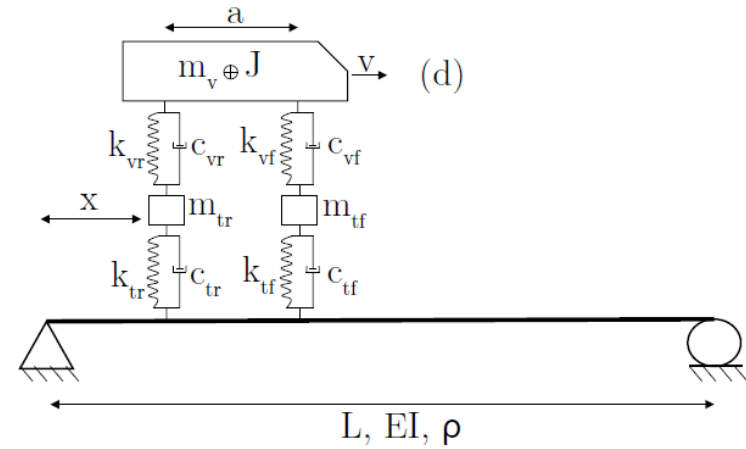 a
m_v ⊕ J
v
(d)
k_vr
c_vr
k_vf
c_vf
x
m_tr
m_tf
k_tr
c_tr
k_tf
c_tf
L, EI, ρ